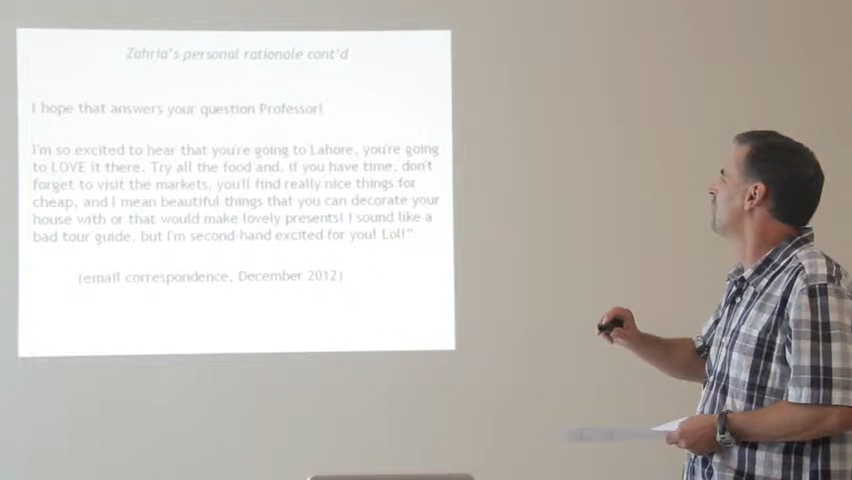 Zahria's personal rationale cont'd
I hope that answers your question Professor!
I'm so excited to hear that you're going to Lahore, you're going
to LOVE it there. Try all the food and, if you have time, don't
forget to visit the markets, you'll find really nice things for
cheap, and I mean beautiful things that you can decorate your
house with or that would make lovely presents! I sound like a
bad tour guide, but I'm second-hand excited for you! Lol!".
(email correspondence, December 2012)